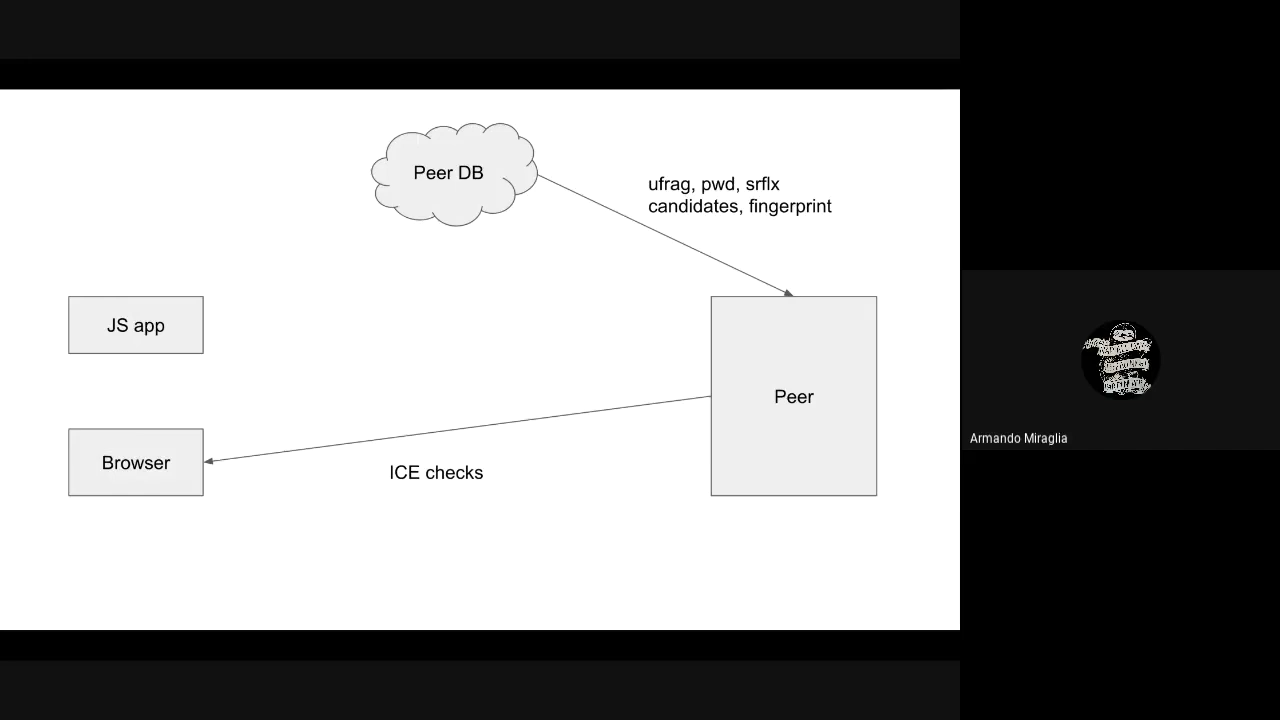 Peer DB
ufrag, pwd, srflx
candidates, fingerprint
JS app
Peer
Browser
ICE checks
Armando Miraglia